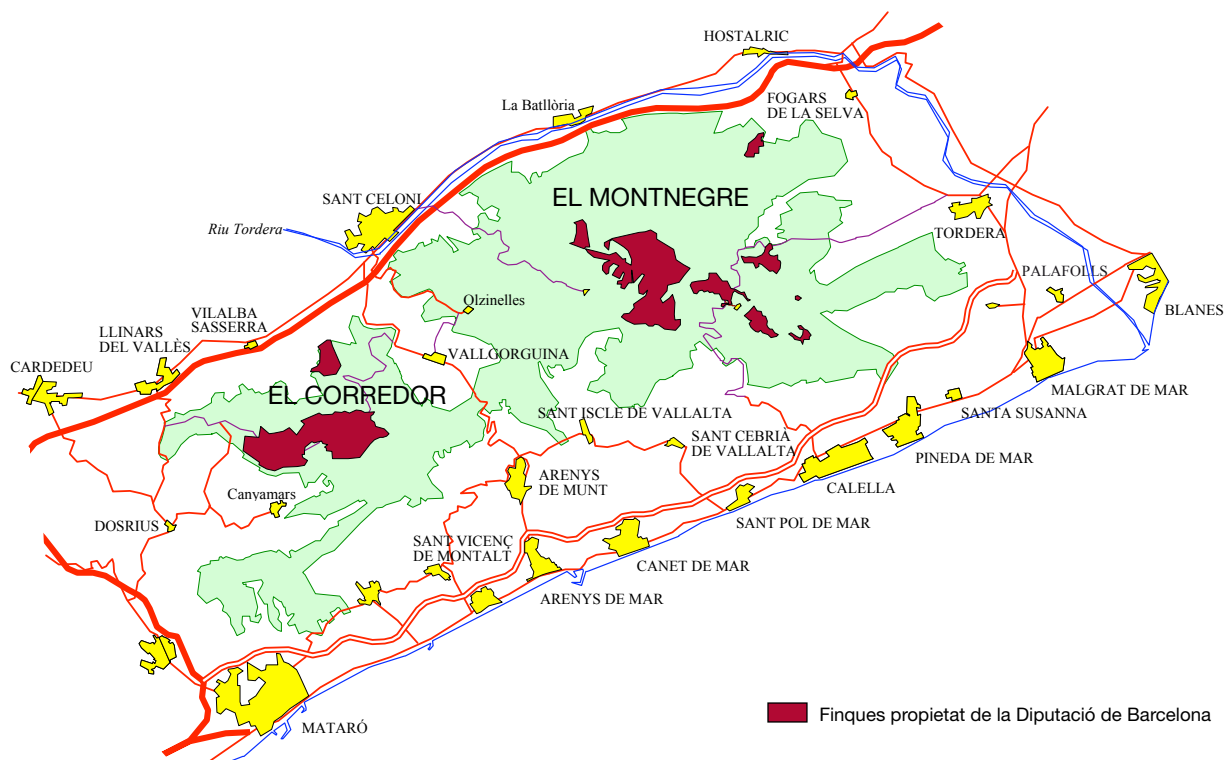 HOSTALRIC
La Batllòria
FOGARS
DE LA SELVA
SANT CELONI
EL MONTNEGRE
Riu Tordera
TORDERA
PALAFOLLS
BLANES
Olzinelles
VILALBA
SASSERRA
LLINARS
DEL VALLÈS
VALLGORGUINA
CARDEDEU
EL CORREDOR
MALGRAT DE MAR
SANT ISCLE DE VALLALTA
SANTA SUSANNA
SANT CEBRIÀ
DE VALLALTA
PINEDA DE MAR
ARENYS
DE MUNT
CALELLA
Canyamars
DOSRIUS
SANT POL DE MAR
SANT VICENÇ
DE MONTALT
CANET DE MAR
ARENYS DE MAR
MATARÓ
Finques propietat de la Diputació de Barcelona